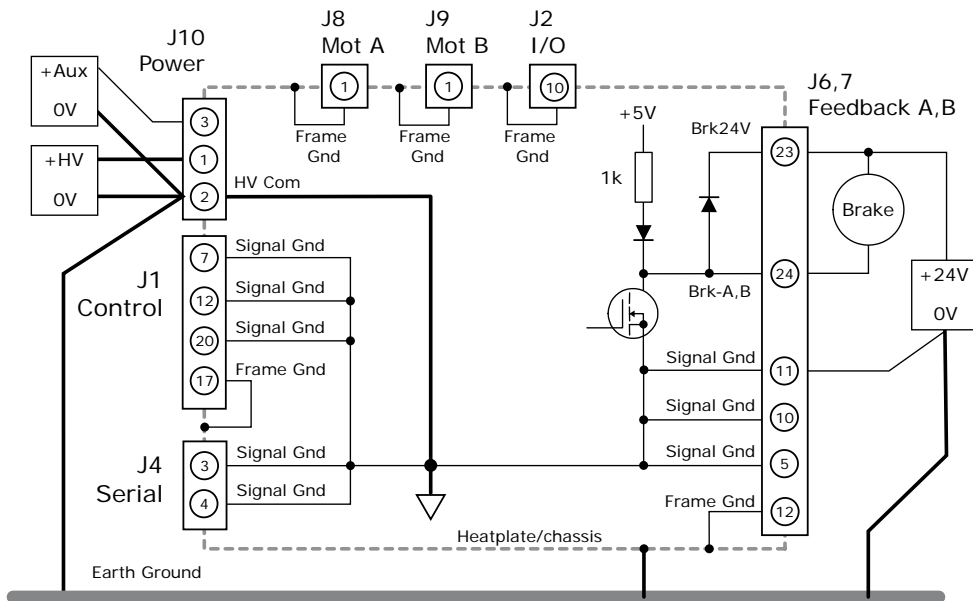 J10
Power
J8
Mot A
J9
Mot B
J2
I/O
J6,7
Feedback A,B
+Aux
0V
+HV
0V
3
1
2
HV Com
1
Frame
Gnd
1
Frame
Gnd
10
Frame
Gnd
+5V
1k
Brk24V
23
Brake
24
Brk-A,B
+24V
0V
J1
Control
7
Signal Gnd
12
Signal Gnd
20
Signal Gnd
17
Frame Gnd
Signal Gnd
11
Signal Gnd
10
Signal Gnd
5
Frame Gnd
12
J4
Serial
3
Signal Gnd
4
Signal Gnd
Heatplate/chassis
Earth Ground